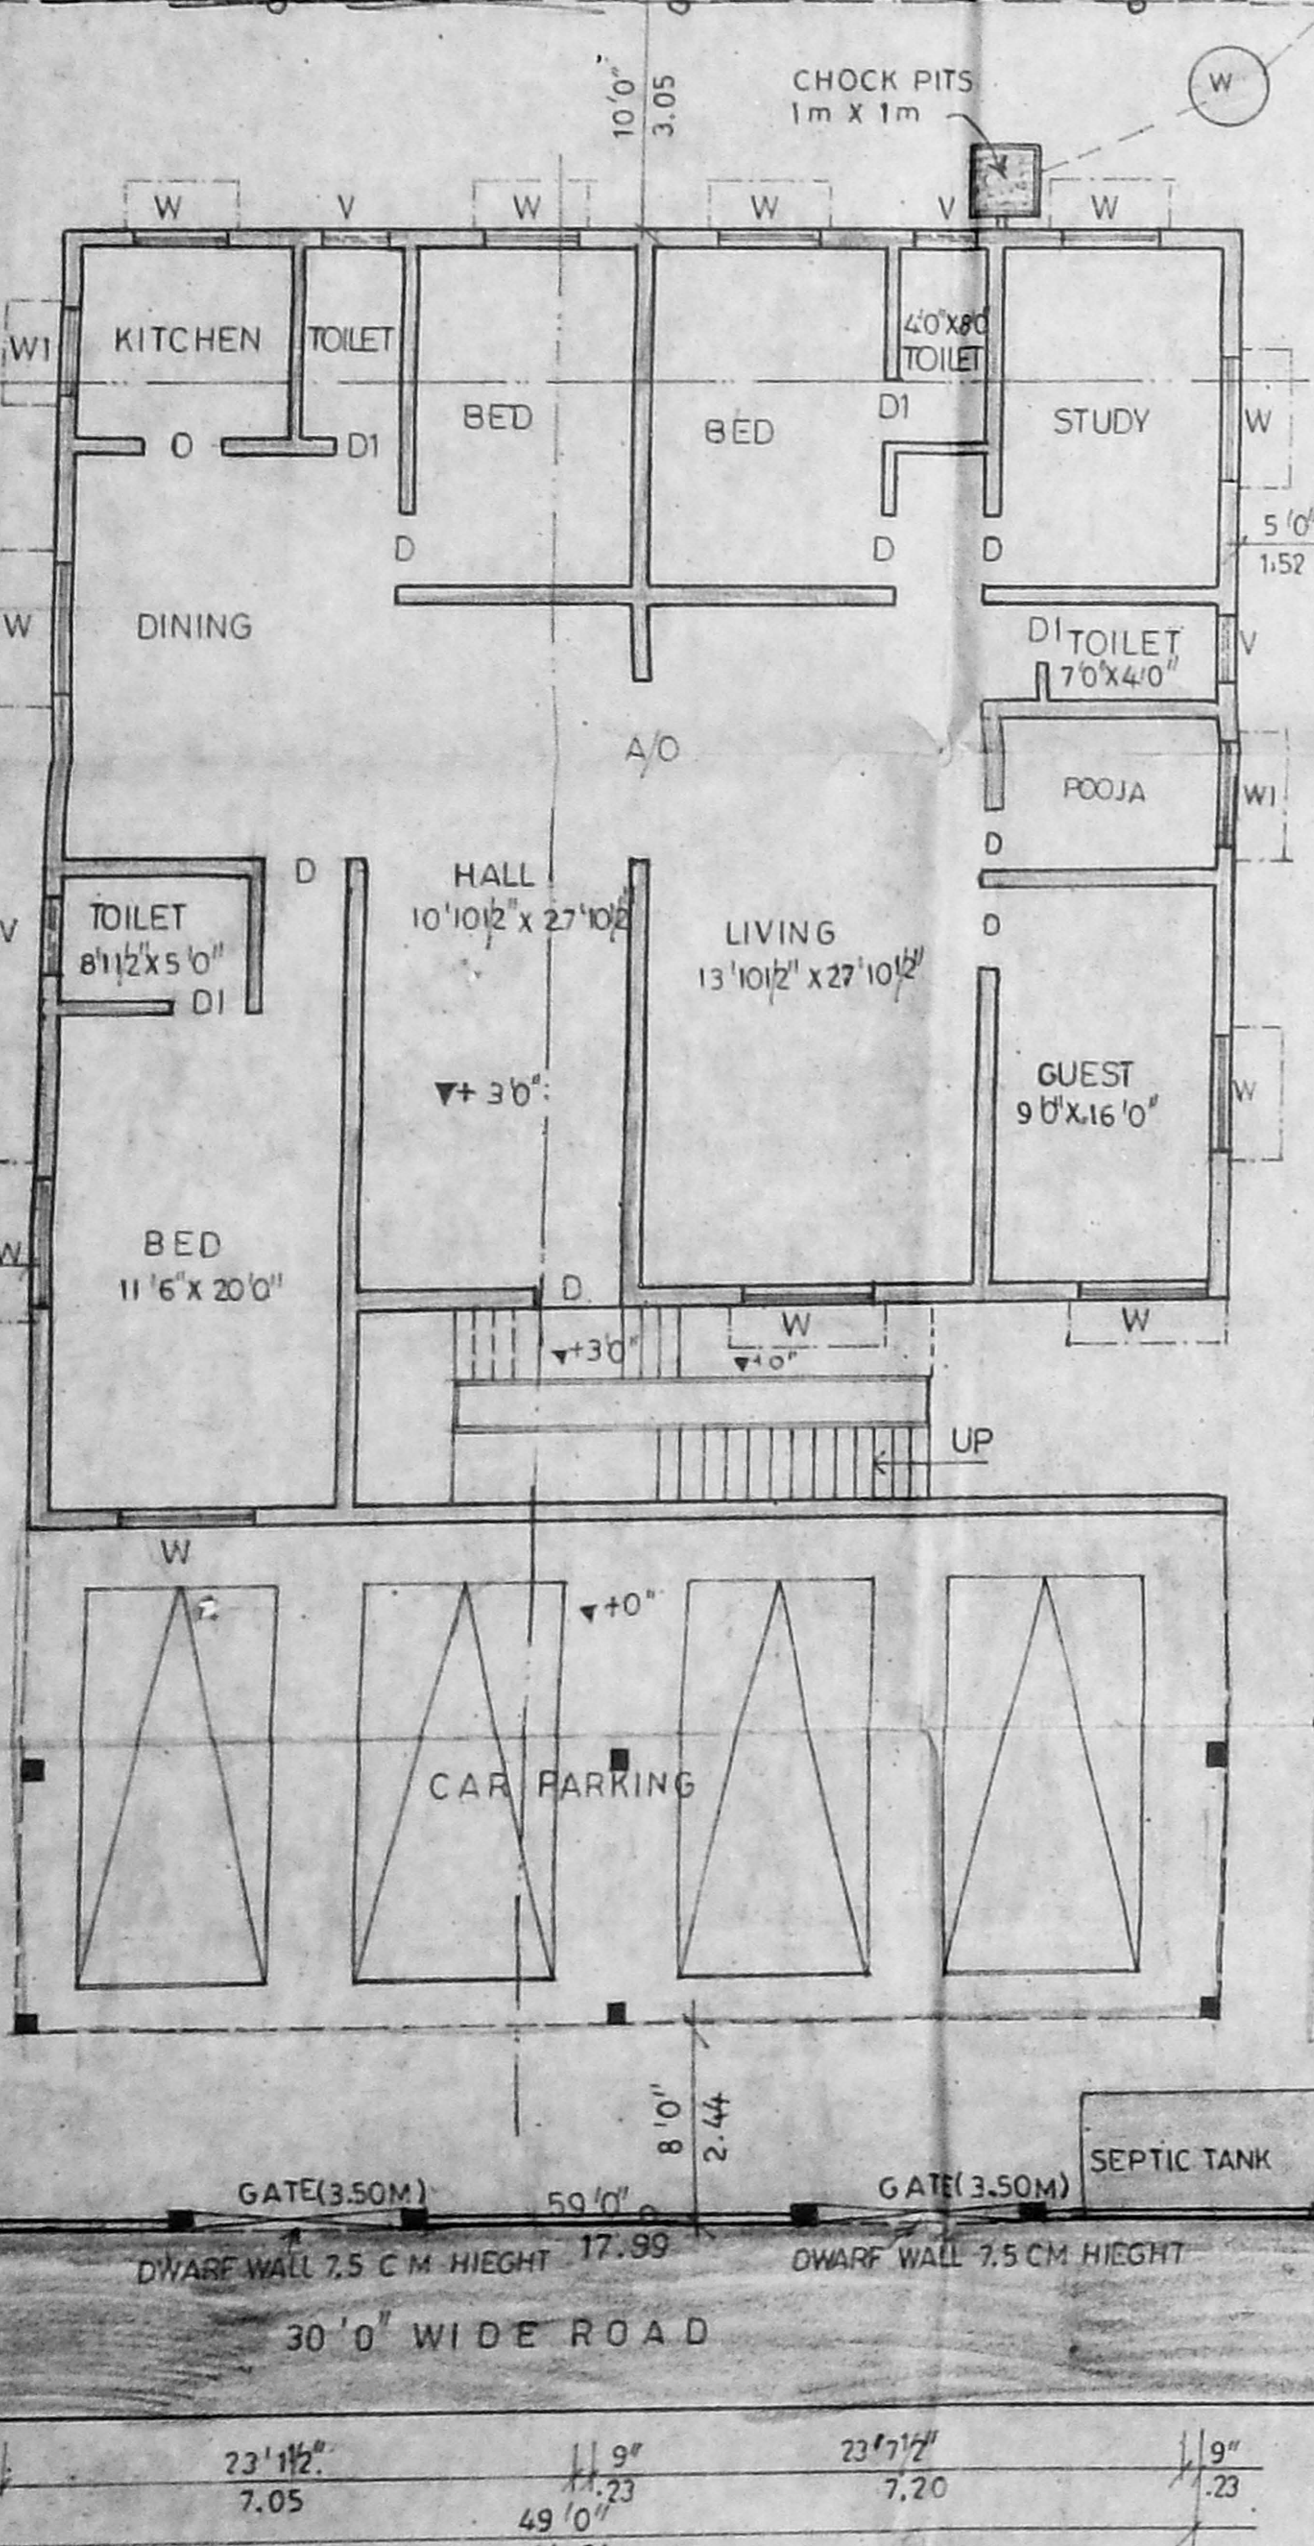 10'0"
3.05
CHOCK PITS
1m X 1m
W
W
V
W
W
V
W
W1
KITCHEN
TOILET
4'0"X8'0
TOILET
BED
BED
D1
STUDY
W
O
D1
D
D
D
5'0"
1.52
W
DINING
D1
TOILET
7'0"X4'0"
V
A/O
POOJA
W1
D
D
HALL
10'10½" X 27'10½
V
TOILET
8'1½"X5'0"
D1
D
LIVING
13'10½" X 27'10½"
▼+ 3'0"
GUEST
9'0"X16'0"
W
W
BED
11'6"X 20'0"
D
W
W
▼+3'0"
▼+0"
UP
W
▼+0"
CAR PARKING
8'0"
2.44
SEPTIC TANK
GATE(3.50M)
59'0"
GATE(3.50M)
17.99
DWARF WALL 7.5 CM HIEGHT
DWARF WALL 7.5 CM HIEGHT
30'0" WIDE ROAD
23'1½"
9"
23'7½"
9"
7.05
.23
7.20
.23
49'0"